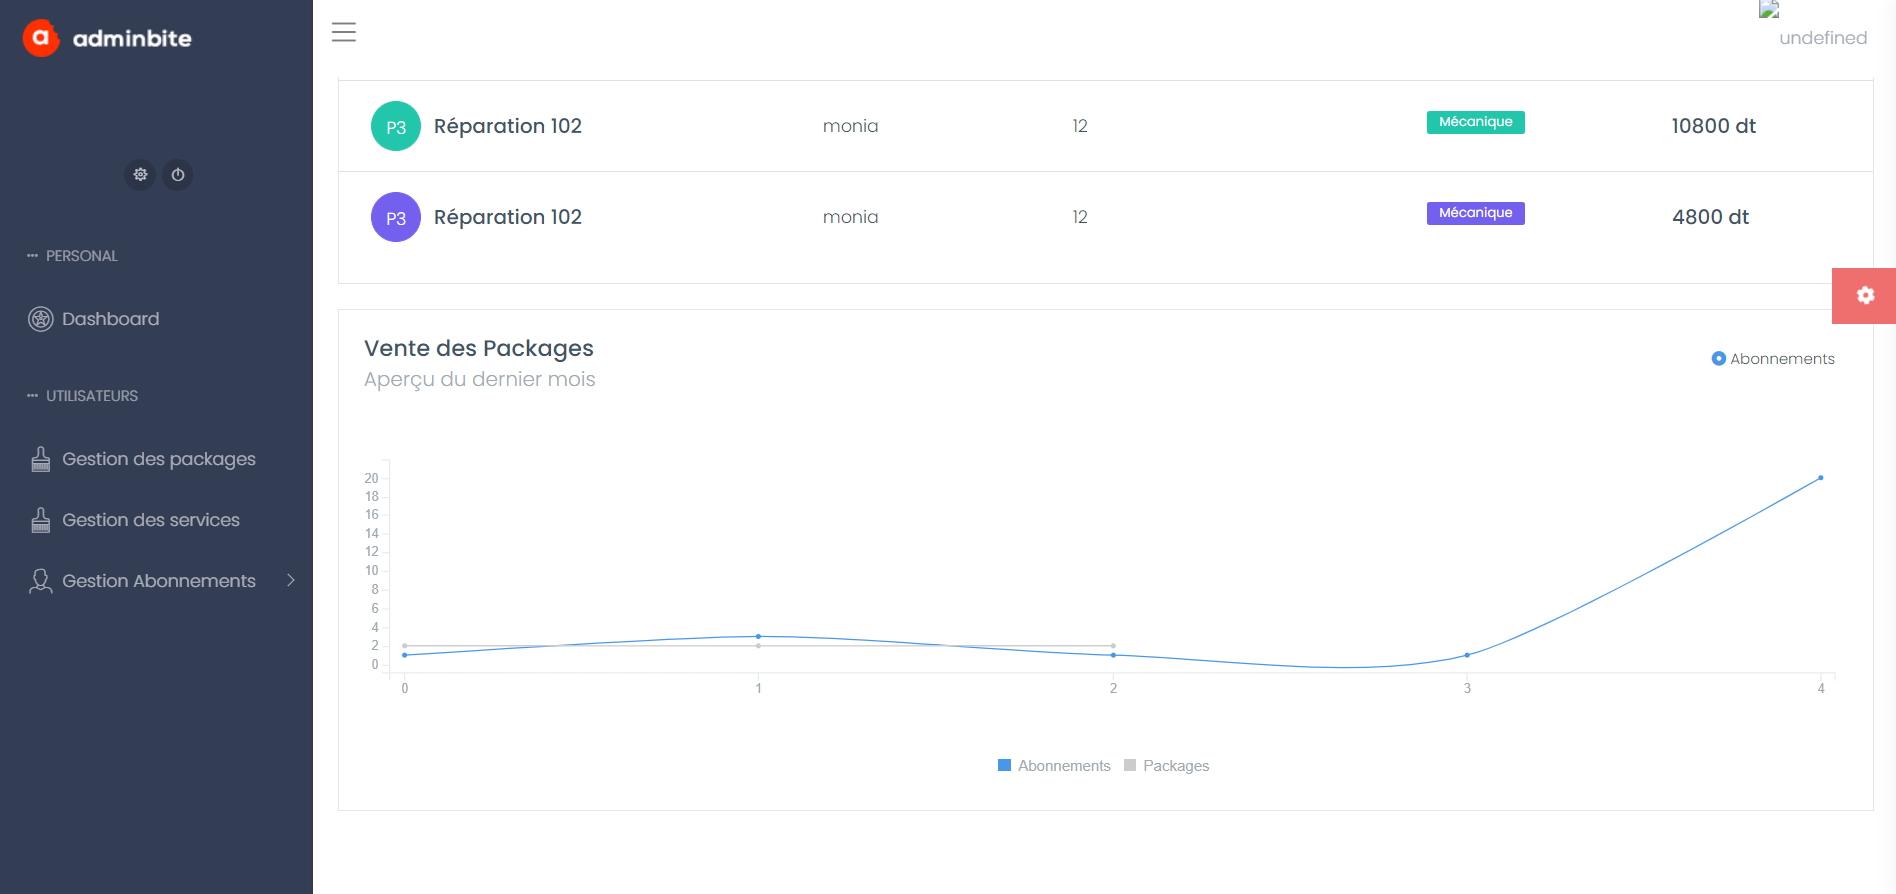 adminbite
undefined
P3 Réparation 102 monia 12 Mécanique 10800 dt
P3 Réparation 102 monia 12 Mécanique 4800 dt
PERSONAL
Dashboard
UTILISATEURS
Gestion des packages
Gestion des services
Gestion Abonnements
Vente des Packages
Aperçu du dernier mois
Abonnements
20
18
16
14
12
10
8
6
4
2
0
0 1 2 3 4
Abonnements Packages